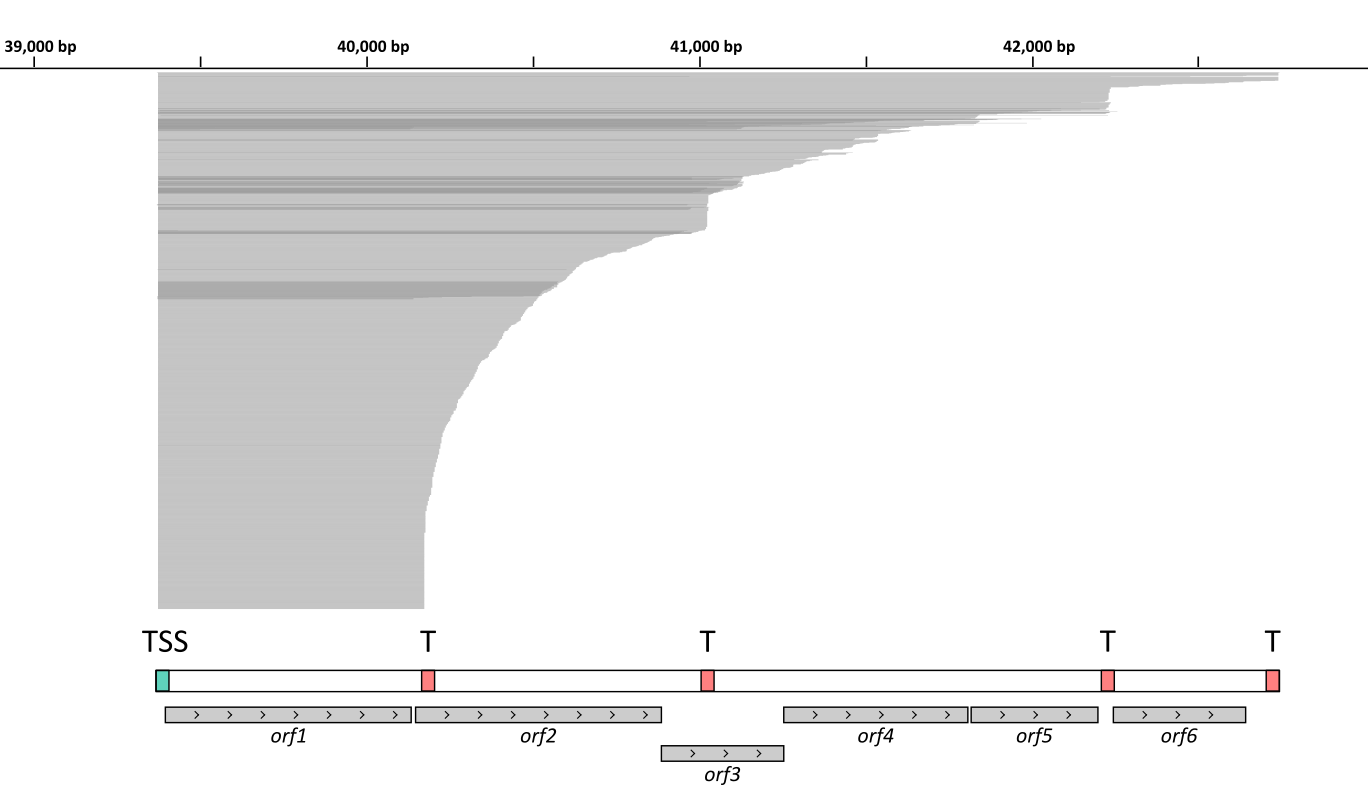 39,000 bp 40,000 bp 41,000 bp 42,000 bp
TSS T T T T
orf1 orf2 orf4 orf5 orf6
orf3